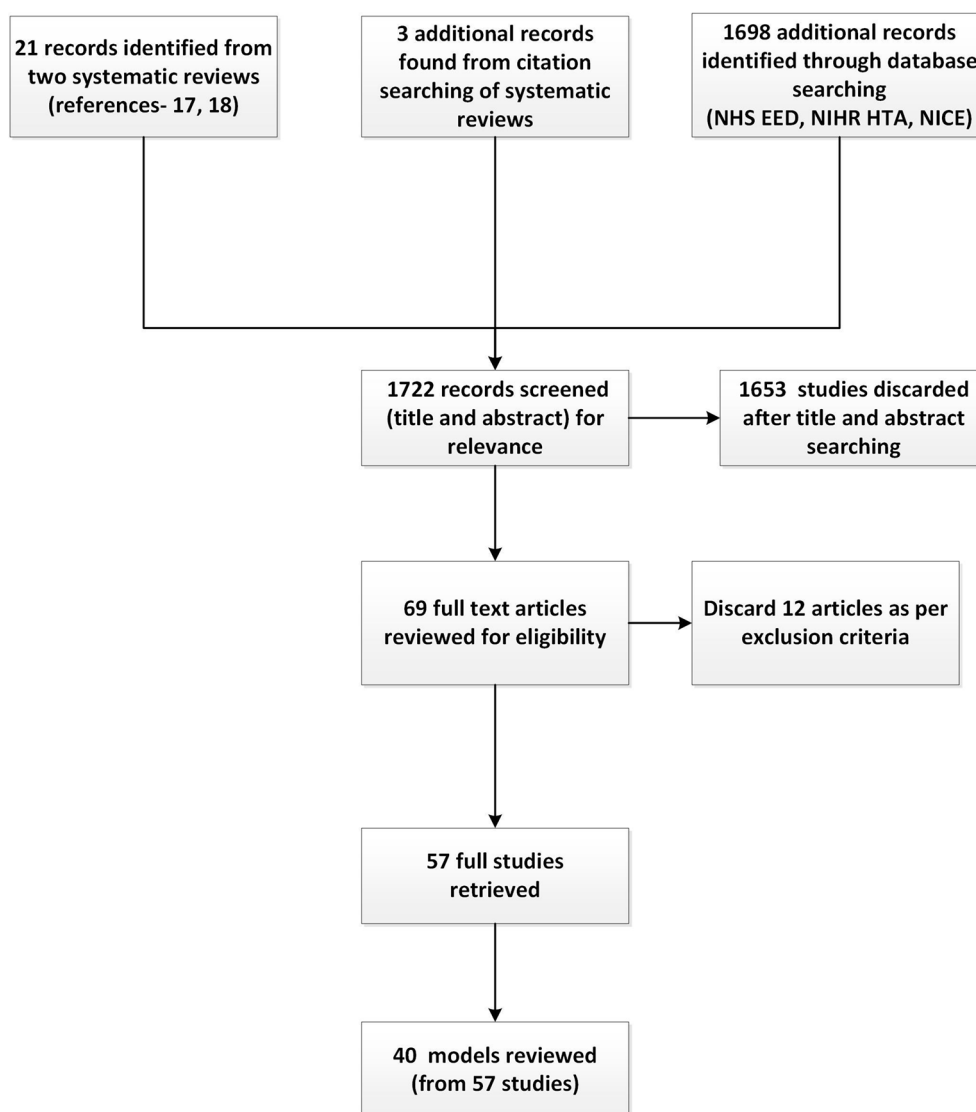 21 records identified from
two systematic reviews
(references- 17, 18)
3 additional records
found from citation
searching of systematic
reviews
1698 additional records
identified through database
searching
(NHS EED, NIHR HTA, NICE)
1722 records screened
(title and abstract) for
relevance
1653 studies discarded
after title and abstract
searching
69 full text articles
reviewed for eligibility
Discard 12 articles as per
exclusion criteria
57 full studies
retrieved
40 models reviewed
(from 57 studies)